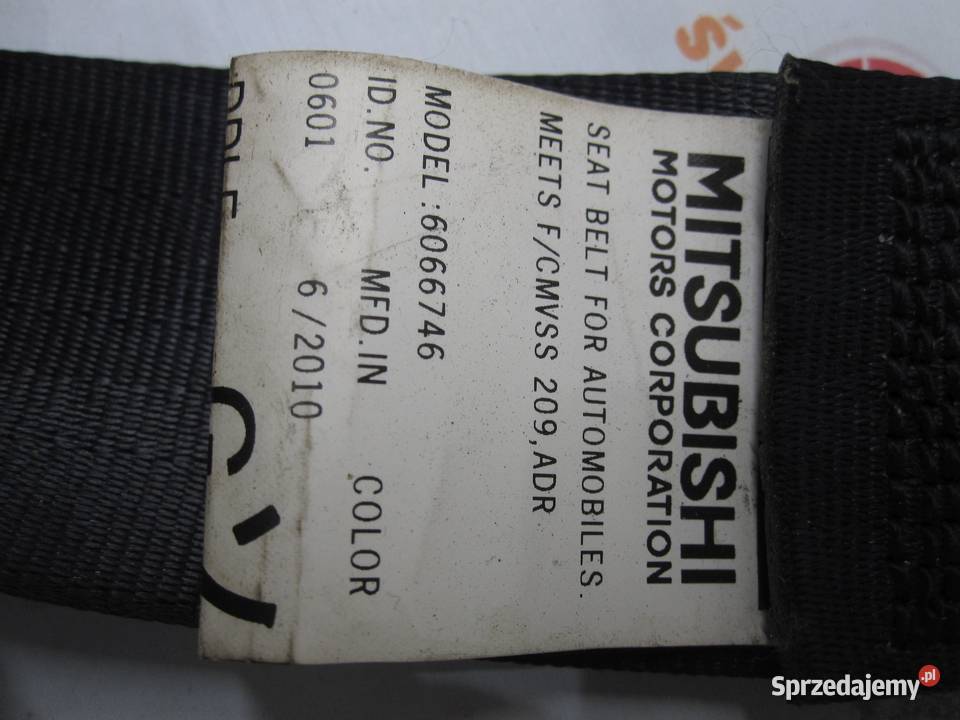 MITSUBISHI
MOTORS CORPORATION
SEAT BELT FOR AUTOMOBILES.
MEETS F/CMVSS 209,ADR
MODEL:6066746
ID.NO. MFD.IN COLOR
0601 6/2010
Sprzedajemy.pl